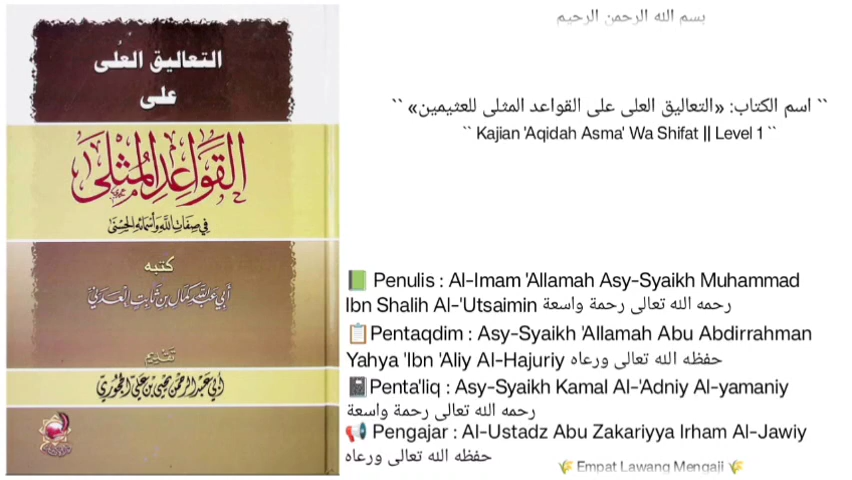 التعاليق العلى
على
القواعد المثلى
في صفات الله وأسمائه الحسنى
كتبه
أبي عبد الله كمال بن ثابت العدني
تقديم
أبي عبد الرحمن يحيى بن علي الحجوري
بسم الله الرحمن الرحيم
`` اسم الكتاب: «التعاليق العلى على القواعد المثلى للعثيمين» ``
`` Kajian 'Aqidah Asma' Wa Shifat || Level 1 ``
📗 Penulis : Al-Imam 'Allamah Asy-Syaikh Muhammad
Ibn Shalih Al-'Utsaimin رحمه الله تعالى رحمة واسعة
📋Pentaqdim : Asy-Syaikh 'Allamah Abu Abdirrahman
Yahya 'Ibn 'Aliy Al-Hajuriy حفظه الله تعالى ورعاه
📓Penta'liq : Asy-Syaikh Kamal Al-'Adniy Al-yamaniy
رحمه الله تعالى رحمة واسعة
📢 Pengajar : Al-Ustadz Abu Zakariyya Irham Al-Jawiy
حفظه الله تعالى ورعاه
🌾 Empat Lawang Mengaji 🌾